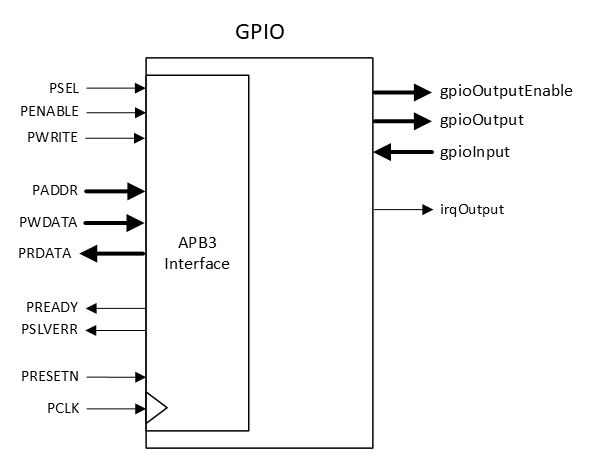 GPIO
PSEL
PENABLE
PWRITE
PADDR
PWDATA
PRDATA
PREADY
PSLVERR
PRESETN
PCLK
APB3
Interface
gpioOutputEnable
gpioOutput
gpioInput
irqOutput